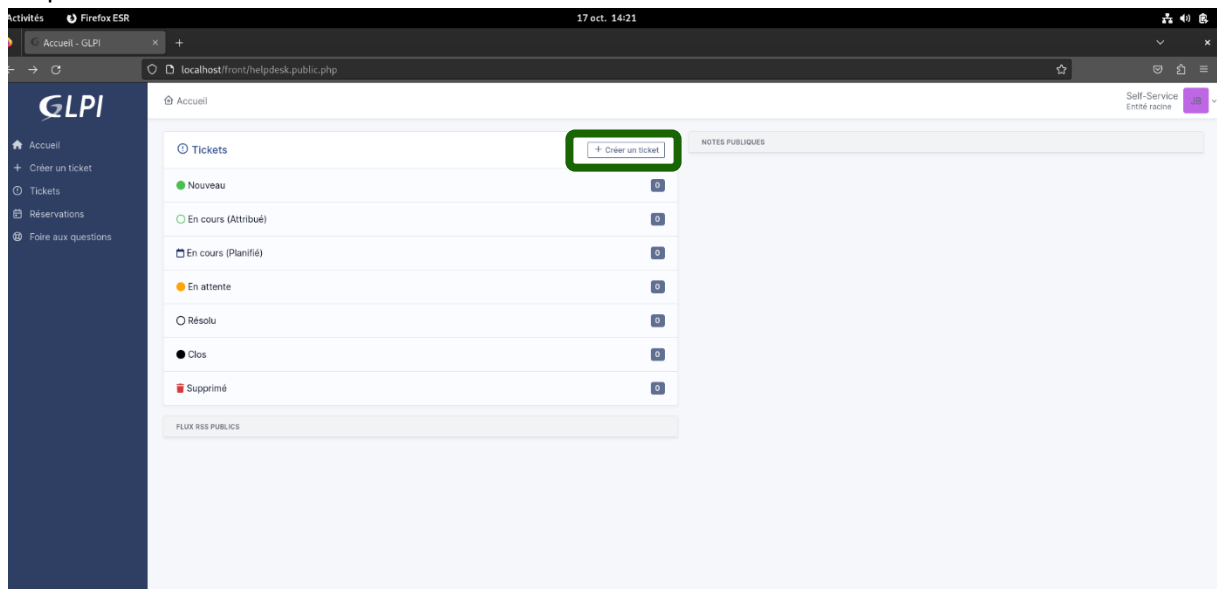 Activités Firefox ESR 17 oct. 14:21
Accueil - GLPI × +
localhost/front/helpdesk.public.php
GLPI
Accueil
Self-Service
Entité racine
JB
Accueil
+ Créer un ticket
Tickets
Réservations
Foire aux questions
Tickets + Créer un ticket
Nouveau 0
En cours (Attribué) 0
En cours (Planifié) 0
En attente 0
Résolu 0
Clos 0
Supprimé 0
FLUX RSS PUBLICS
NOTES PUBLIQUES